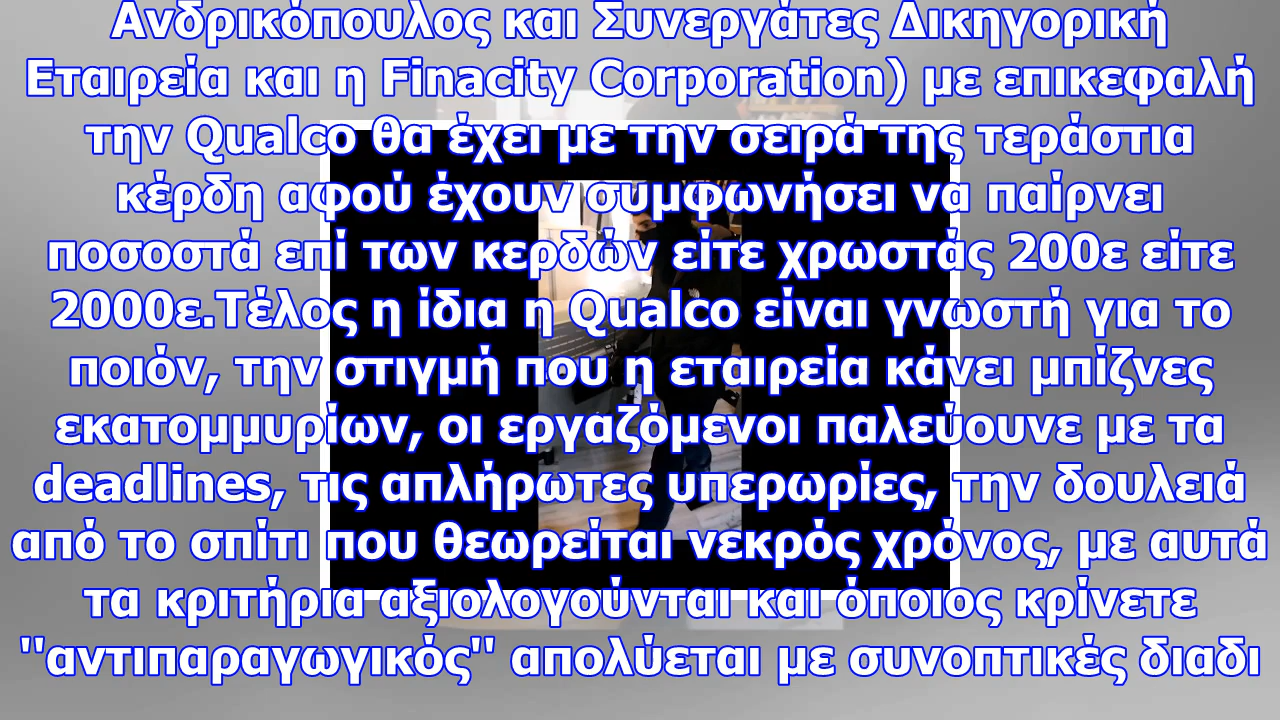 Ανδρικόπουλος και Συνεργάτες Δικηγορική
Εταιρεία και η Finacity Corporation) με επικεφαλή
την Qualco θα έχει με την σειρά της τεράστια
κέρδη αφού έχουν συμφωνήσει να παίρνει
ποσοστά επί των κερδών είτε χρωστάς 200ε είτε
2000ε.Τέλος η ίδια η Qualco είναι γνωστή για το
ποιόν, την στιγμή που η εταιρεία κάνει μπίζνες
εκατομμυρίων, οι εργαζόμενοι παλεύουνε με τα
deadlines, τις απλήρωτες υπερωρίες, την δουλειά
από το σπίτι που θεωρείται νεκρός χρόνος, με αυτά
τα κριτήρια αξιολογούνται και όποιος κρίνετε
"αντιπαραγωγικός" απολύεται με συνοπτικές διαδι